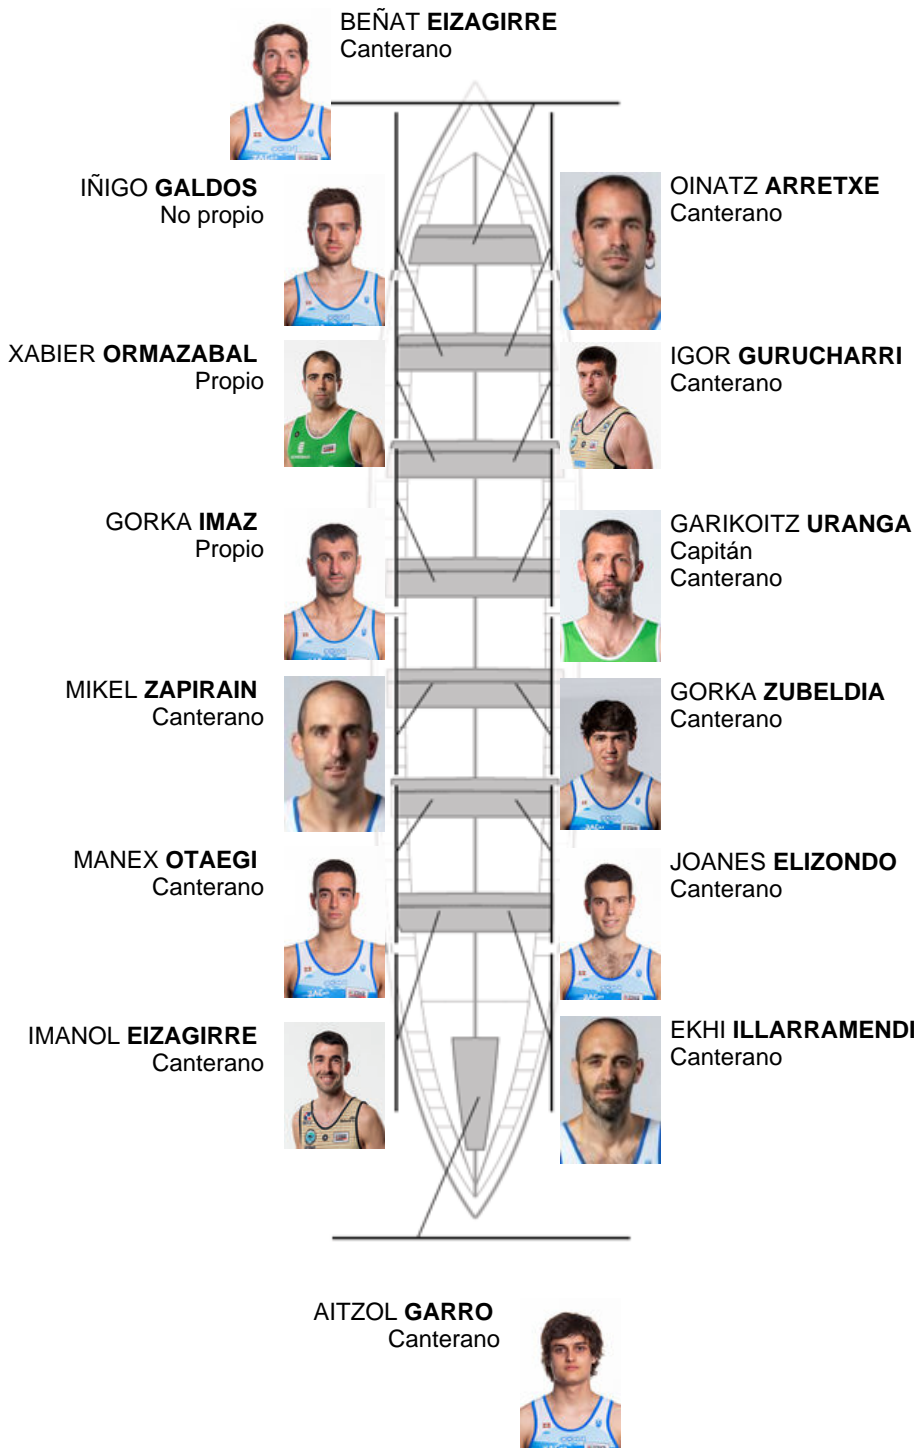 BEÑAT EIZAGIRRE
Canterano
IÑIGO GALDOS
No propio
OINATZ ARRETXE
Canterano
XABIER ORMAZABAL
Propio
IGOR GURUCHARRI
Canterano
GORKA IMAZ
Propio
GARIKOITZ URANGA
Capitán
Canterano
MIKEL ZAPIRAIN
Canterano
GORKA ZUBELDIA
Canterano
MANEX OTAEGI
Canterano
JOANES ELIZONDO
Canterano
IMANOL EIZAGIRRE
Canterano
EKHI ILLARRAMENDI
Canterano
AITZOL GARRO
Canterano